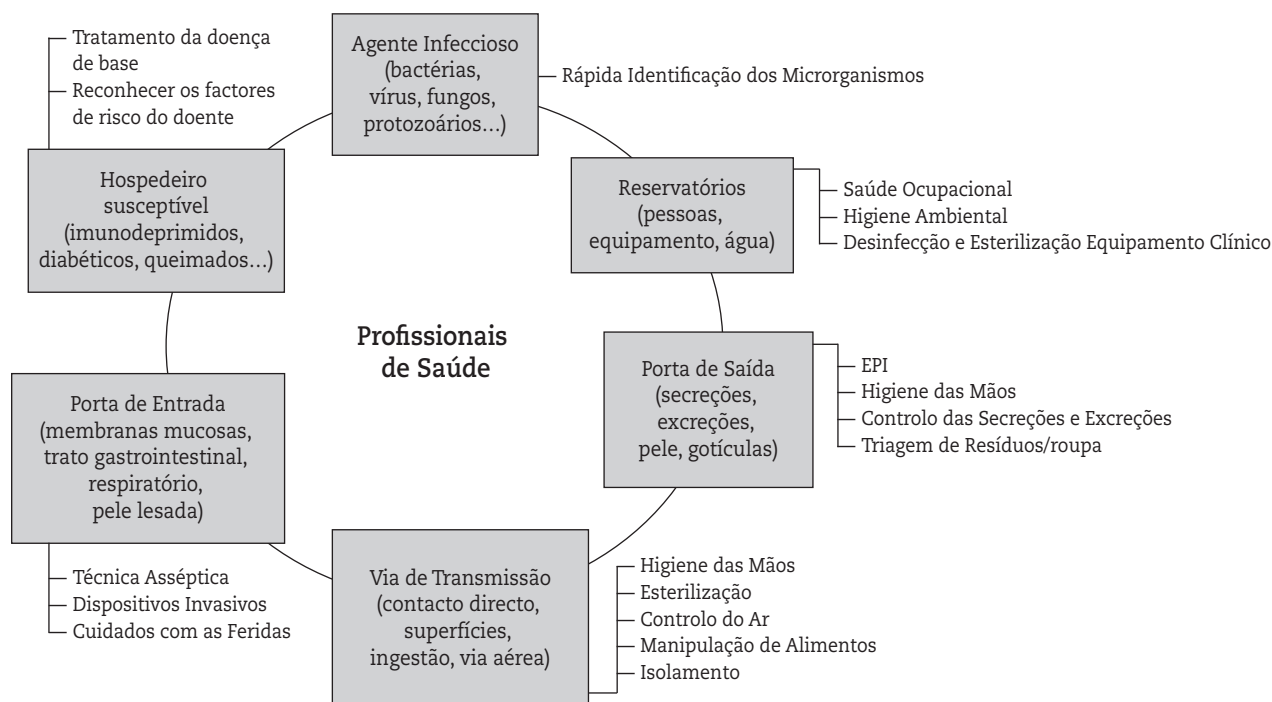 Agente Infeccioso
(bactérias,
vírus, fungos,
protozoários…)
Rápida Identificação dos Microrganismos
Reservatórios
(pessoas,
equipamento, água)
Saúde Ocupacional
Higiene Ambiental
Desinfecção e Esterilização Equipamento Clínico
Porta de Saída
(secreções,
excreções,
pele, gotículas)
EPI
Higiene das Mãos
Controlo das Secreções e Excreções
Triagem de Resíduos/roupa
Via de Transmissão
(contacto directo,
superfícies,
ingestão, via aérea)
Higiene das Mãos
Esterilização
Controlo do Ar
Manipulação de Alimentos
Isolamento
Porta de Entrada
(membranas mucosas,
trato gastrointestinal,
respiratório,
pele lesada)
Técnica Asséptica
Dispositivos Invasivos
Cuidados com as Feridas
Hospedeiro
susceptível
(imunodeprimidos,
diabéticos, queimados…)
Tratamento da doença
de base
Reconhecer os factores
de risco do doente
Profissionais
de Saúde